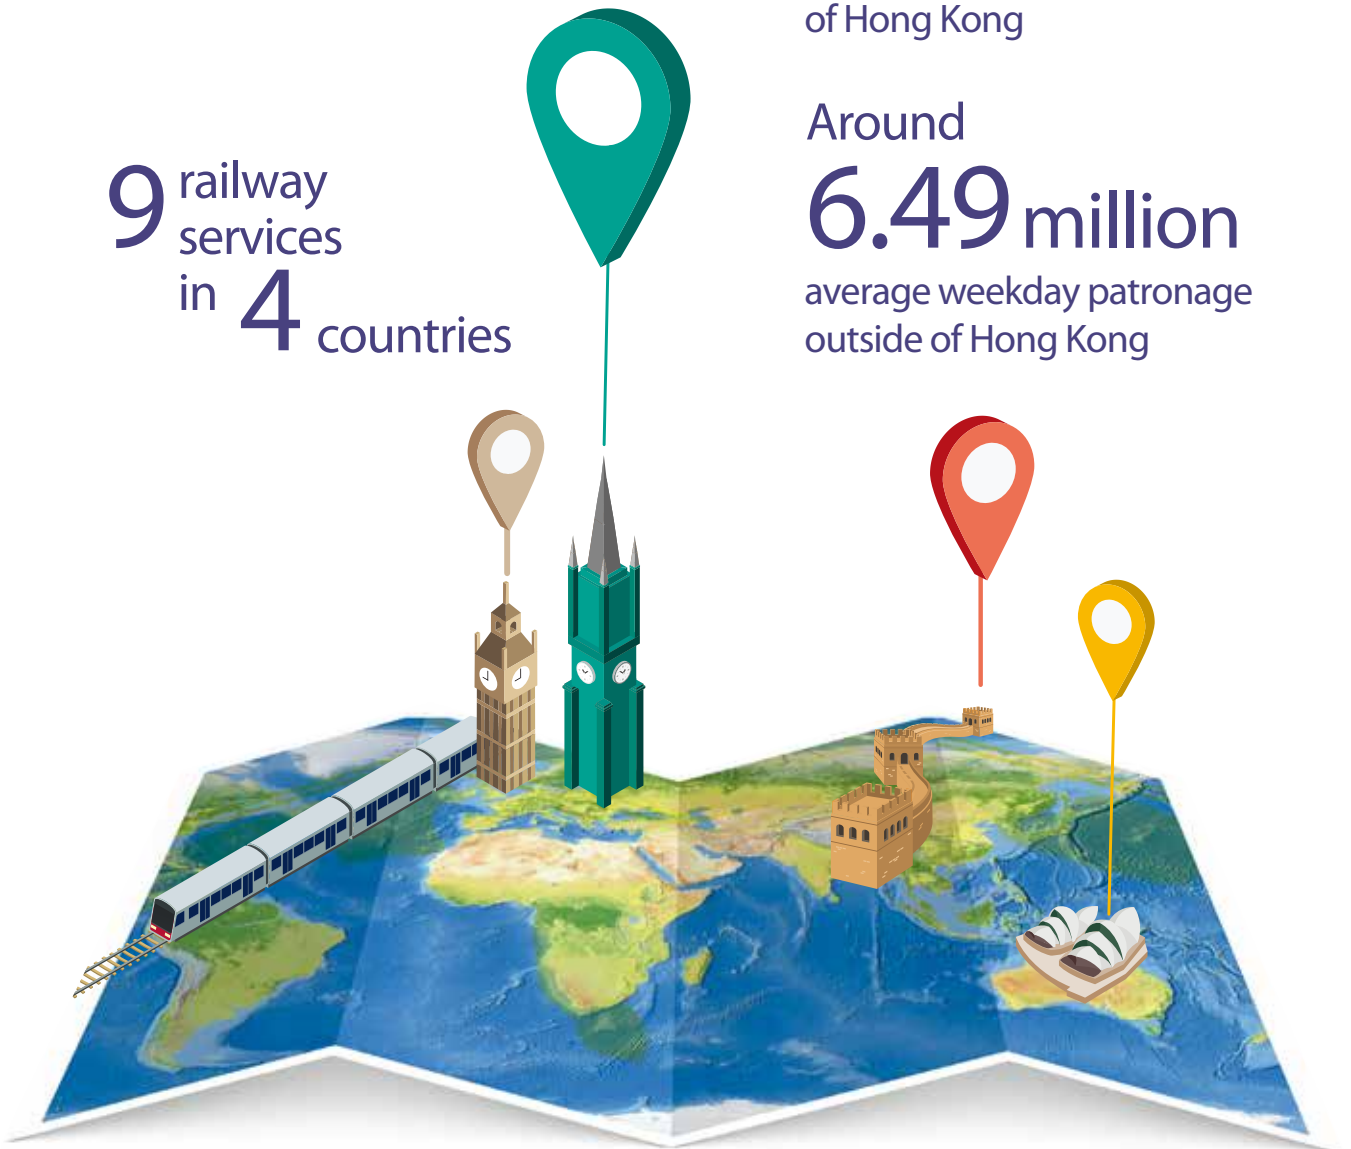 of Hong Kong
9 railway
services
in 4 countries
Around
6.49 million
average weekday patronage
outside of Hong Kong